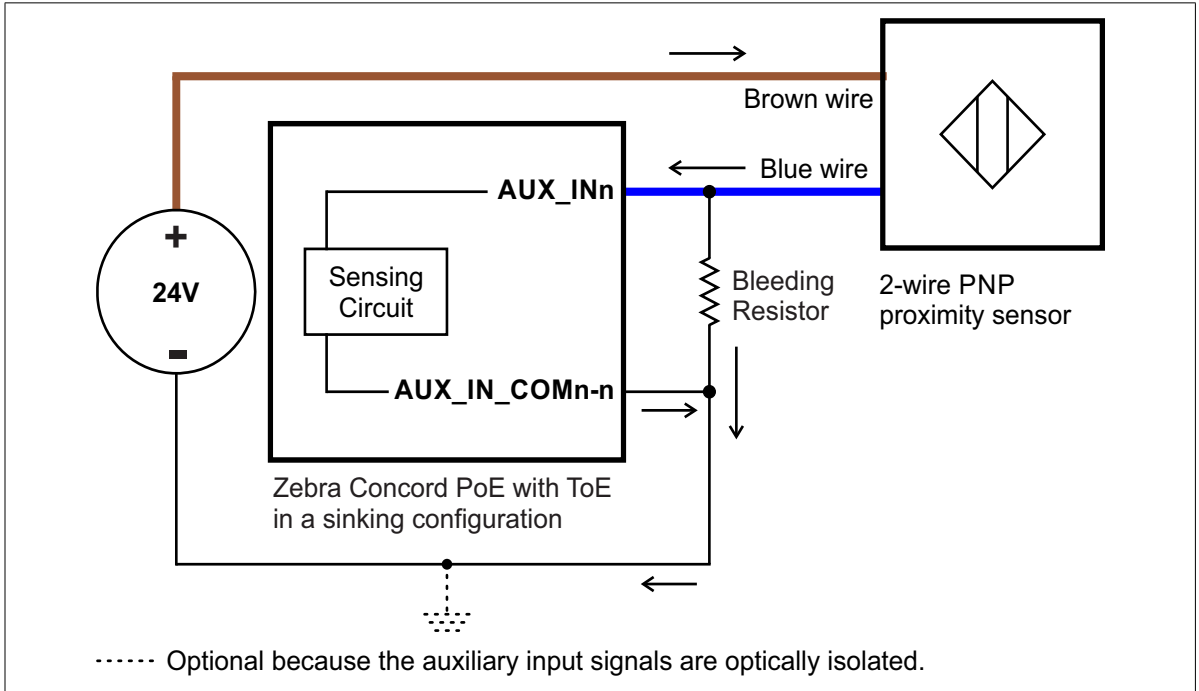 Brown wire
Blue wire
AUX_INn
+
24V
-
Sensing
Circuit
Bleeding
Resistor
2-wire PNP
proximity sensor
AUX_IN_COMn-n
Zebra Concord PoE with ToE
in a sinking configuration
Optional because the auxiliary input signals are optically isolated.